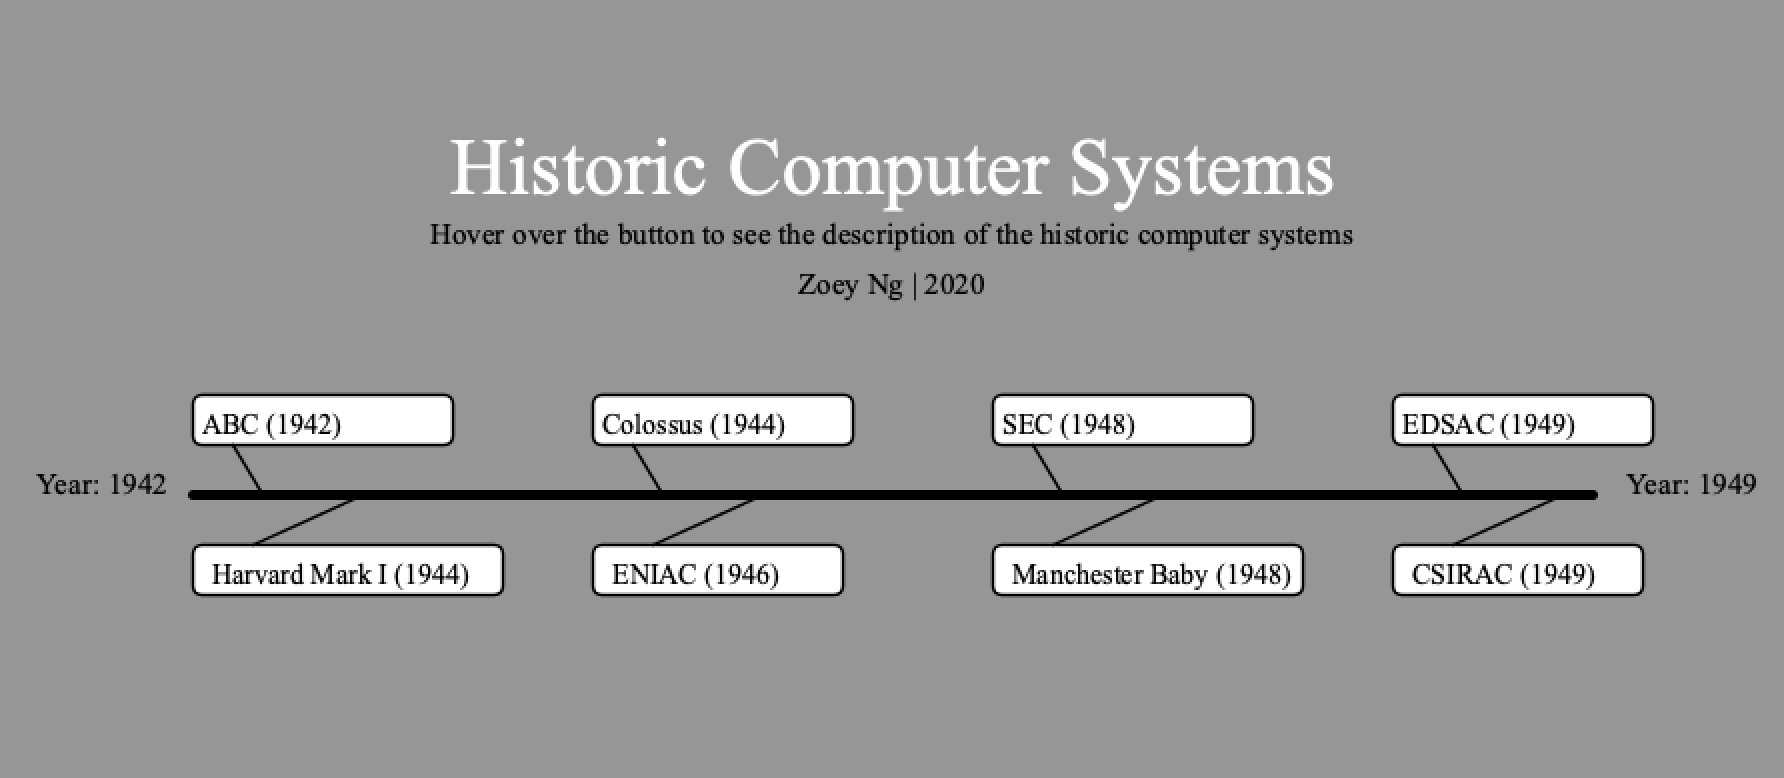 Historic Computer Systems
Hover over the button to see the description of the historic computer systems
Zoey Ng | 2020
ABC (1942)
Colossus (1944)
SEC (1948)
EDSAC (1949)
Year: 1942
Year: 1949
Harvard Mark I (1944)
ENIAC (1946)
Manchester Baby (1948)
CSIRAC (1949)